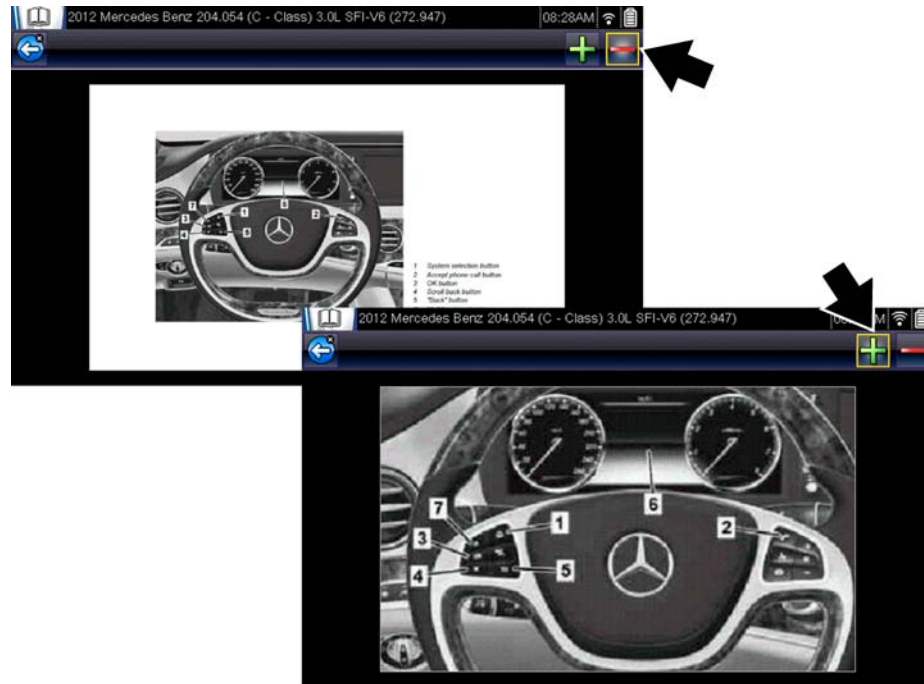 2012 Mercedes Benz 204.054 (C - Class) 3.0L SFI-V6 (272.947) 08:28AM
7
1
3
4
5
6
2
1 System selection button
2 Accept phone call button
3 OK button
4 Scroll back button
5 "Back" button
2012 Mercedes Benz 204.054 (C - Class) 3.0L SFI-V6 (272.947)
7
1
3
4
5
6
2